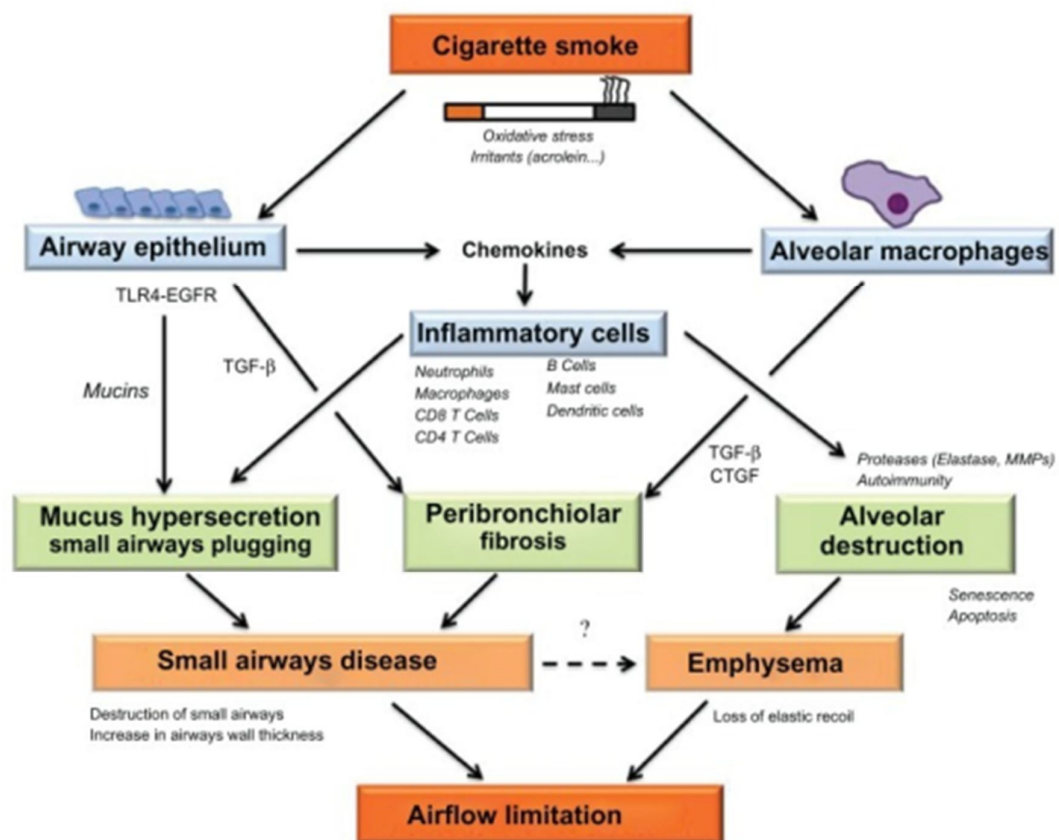 Cigarette smoke
Oxidative stress
Irritants (acrolein...)
Airway epithelium
Chemokines
Alveolar macrophages
TLR4-EGFR
Inflammatory cells
TGF-β
Mucins
Neutrophils
Macrophages
CD8 T Cells
CD4 T Cells
B Cells
Mast cells
Dendritic cells
TGF-β
CTGF
Proteases (Elastase, MMPs)
Autoimmunity
Mucus hypersecretion
small airways plugging
Peribronchiolar
fibrosis
Alveolar
destruction
Senescence
Apoptosis
?
Small airways disease
Emphysema
Destruction of small airways
Increase in airways wall thickness
Loss of elastic recoil
Airflow limitation